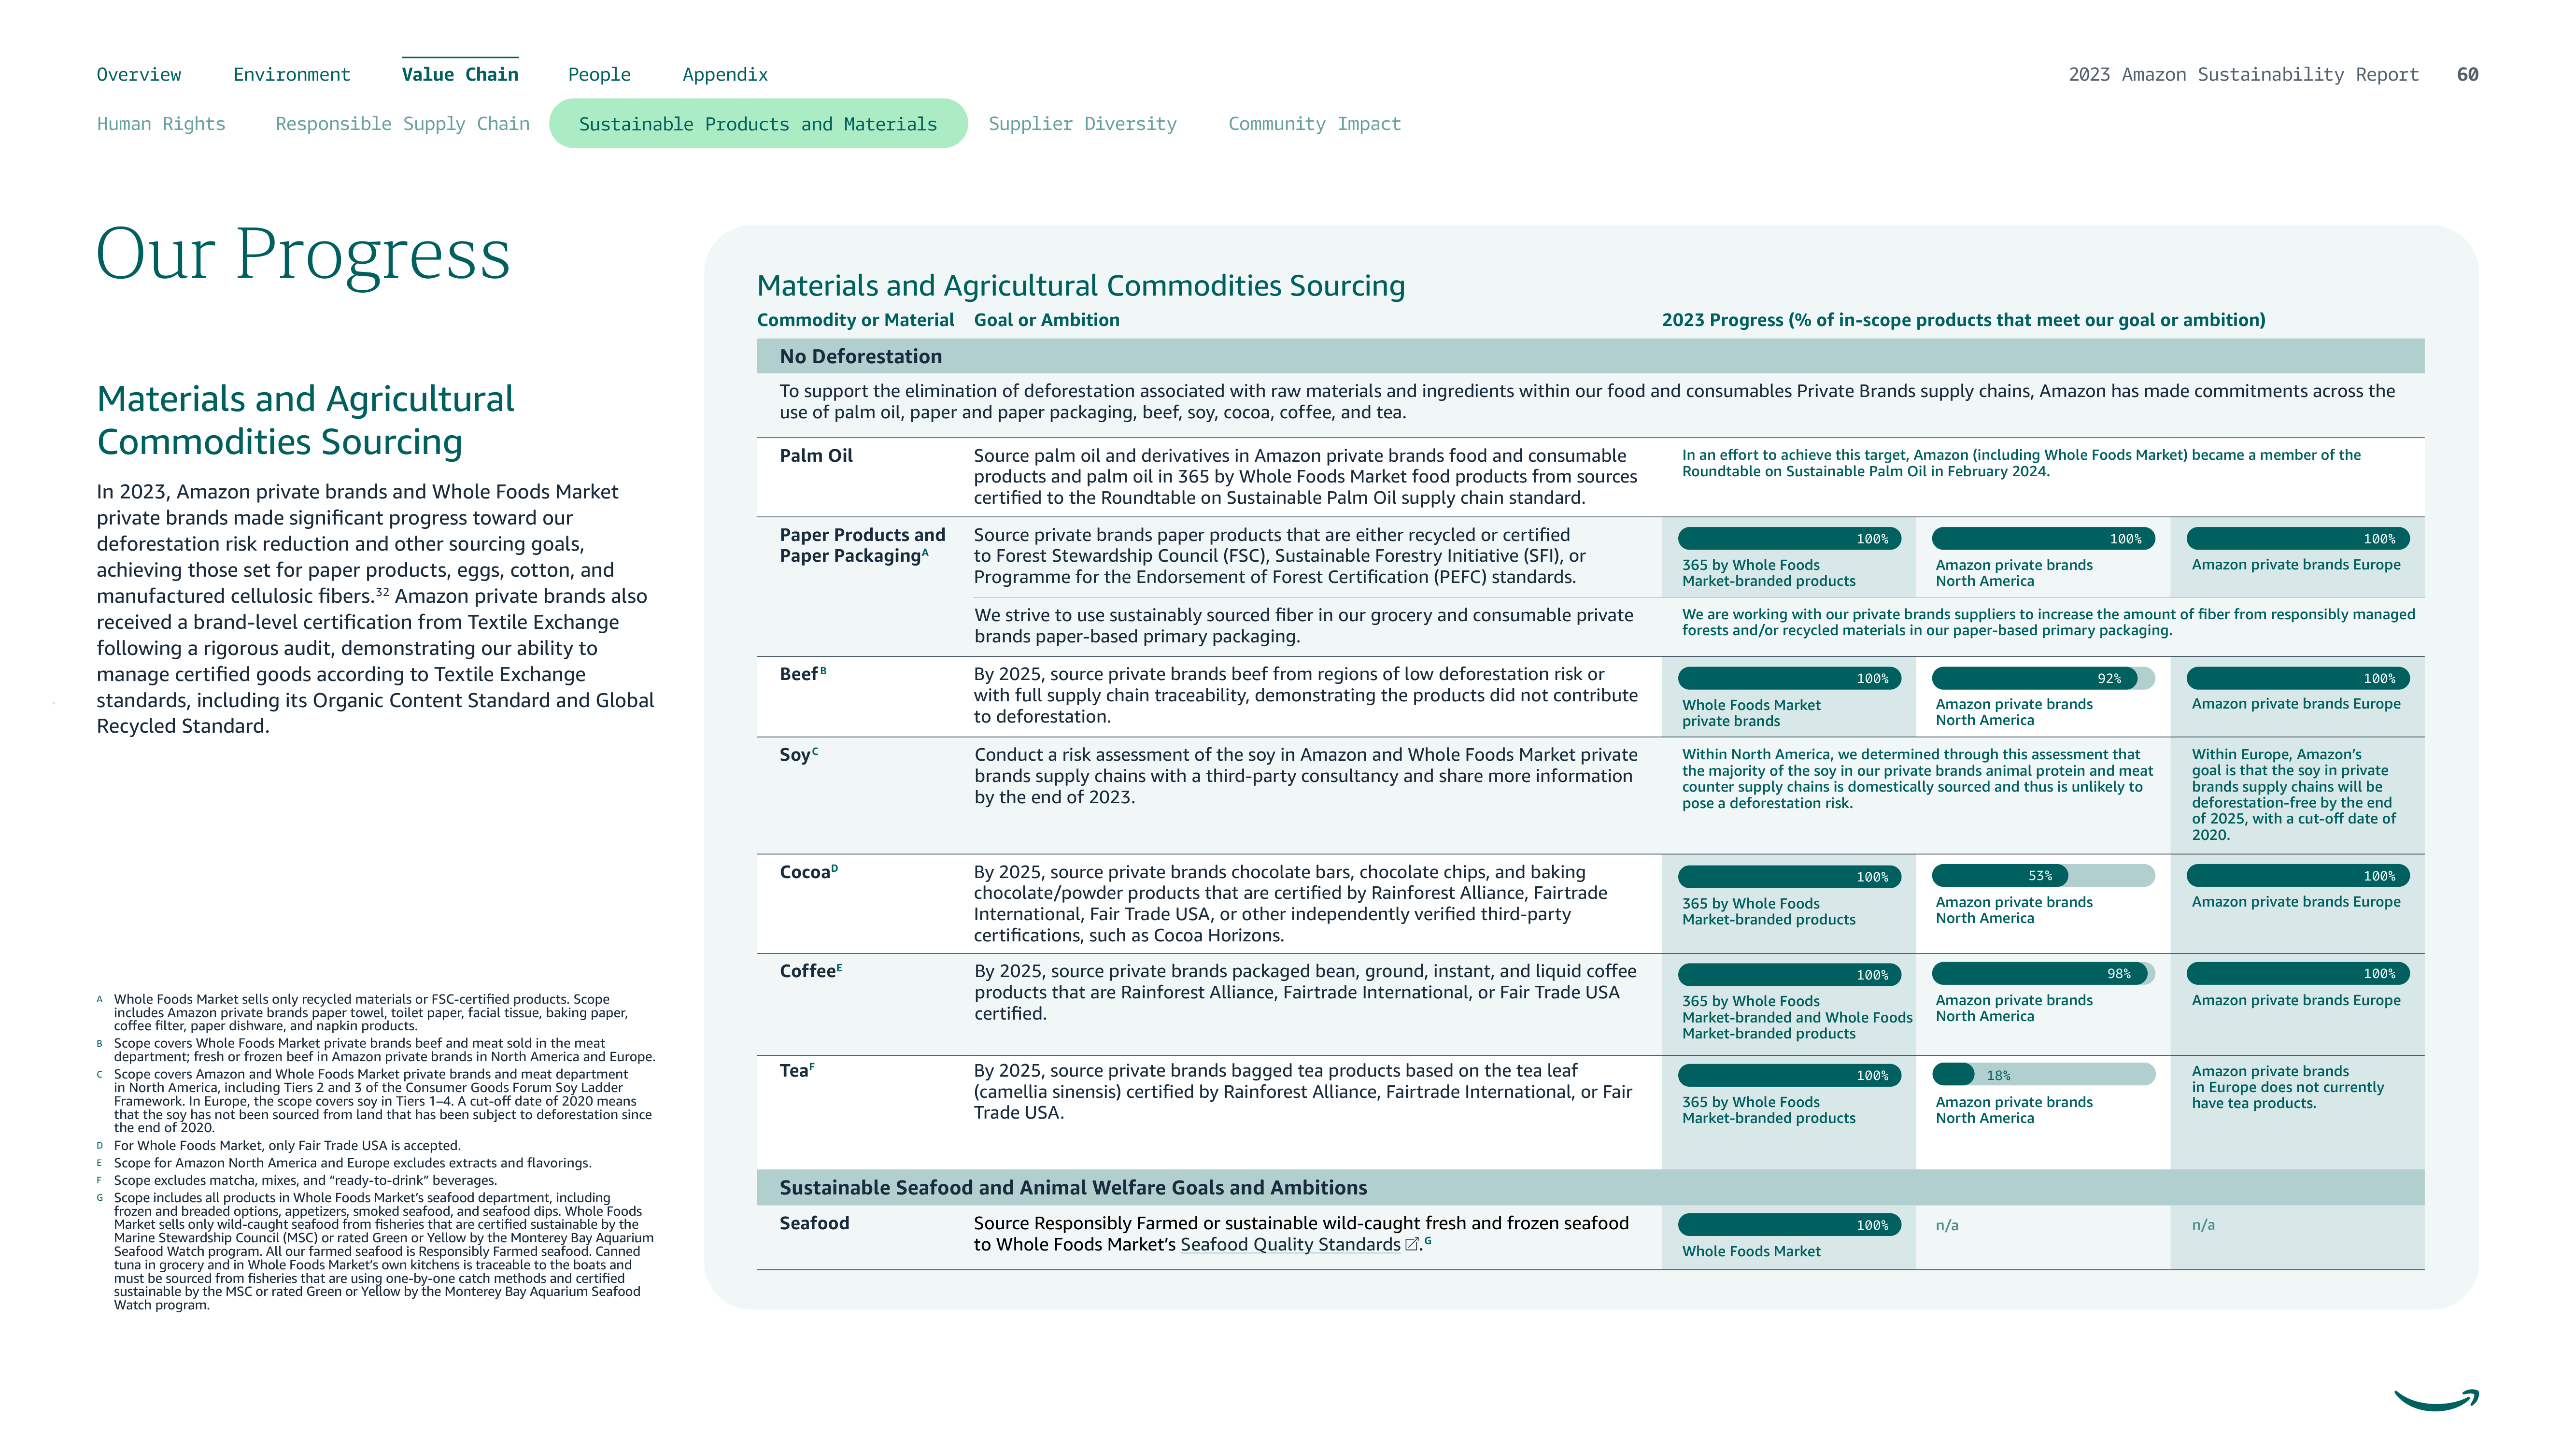 Overview Environment Value Chain People Appendix
2023 Amazon Sustainability Report 60
Human Rights Responsible Supply Chain Sustainable Products and Materials Supplier Diversity Community Impact
Our Progress
Materials and Agricultural
Commodities Sourcing
In 2023, Amazon private brands and Whole Foods Market
private brands made significant progress toward our
deforestation risk reduction and other sourcing goals,
achieving those set for paper products, eggs, cotton, and
manufactured cellulosic fibers.32 Amazon private brands also
received a brand-level certification from Textile Exchange
following a rigorous audit, demonstrating our ability to
manage certified goods according to Textile Exchange
standards, including its Organic Content Standard and Global
Recycled Standard.
A Whole Foods Market sells only recycled materials or FSC-certified products. Scope
includes Amazon private brands paper towel, toilet paper, facial tissue, baking paper,
coffee filter, paper dishware, and napkin products.
B Scope covers Whole Foods Market private brands beef and meat sold in the meat
department; fresh or frozen beef in Amazon private brands in North America and Europe.
C Scope covers Amazon and Whole Foods Market private brands and meat department
in North America, including Tiers 2 and 3 of the Consumer Goods Forum Soy Ladder
Framework. In Europe, the scope covers soy in Tiers 1–4. A cut-off date of 2020 means
that the soy has not been sourced from land that has been subject to deforestation since
the end of 2020.
D For Whole Foods Market, only Fair Trade USA is accepted.
E Scope for Amazon North America and Europe excludes extracts and flavorings.
F Scope excludes matcha, mixes, and “ready-to-drink” beverages.
G Scope includes all products in Whole Foods Market’s seafood department, including
frozen and breaded options, appetizers, smoked seafood, and seafood dips. Whole Foods
Market sells only wild-caught seafood from fisheries that are certified sustainable by the
Marine Stewardship Council (MSC) or rated Green or Yellow by the Monterey Bay Aquarium
Seafood Watch program. All our farmed seafood is Responsibly Farmed seafood. Canned
tuna in grocery and in Whole Foods Market’s own kitchens is traceable to the boats and
must be sourced from fisheries that are using one-by-one catch methods and certified
sustainable by the MSC or rated Green or Yellow by the Monterey Bay Aquarium Seafood
Watch program.
Materials and Agricultural Commodities Sourcing
Commodity or Material Goal or Ambition 2023 Progress (% of in-scope products that meet our goal or ambition)
No Deforestation
To support the elimination of deforestation associated with raw materials and ingredients within our food and consumables Private Brands supply chains, Amazon has made commitments across the
use of palm oil, paper and paper packaging, beef, soy, cocoa, coffee, and tea.
Palm Oil
Source palm oil and derivatives in Amazon private brands food and consumable
products and palm oil in 365 by Whole Foods Market food products from sources
certified to the Roundtable on Sustainable Palm Oil supply chain standard.
In an effort to achieve this target, Amazon (including Whole Foods Market) became a member of the
Roundtable on Sustainable Palm Oil in February 2024.
Paper Products and
Paper PackagingA
Source private brands paper products that are either recycled or certified
to Forest Stewardship Council (FSC), Sustainable Forestry Initiative (SFI), or
Programme for the Endorsement of Forest Certification (PEFC) standards.
100%
365 by Whole Foods
Market-branded products
100%
Amazon private brands
North America
100%
Amazon private brands Europe
We strive to use sustainably sourced fiber in our grocery and consumable private
brands paper-based primary packaging.
We are working with our private brands suppliers to increase the amount of fiber from responsibly managed
forests and/or recycled materials in our paper-based primary packaging.
BeefB
By 2025, source private brands beef from regions of low deforestation risk or
with full supply chain traceability, demonstrating the products did not contribute
to deforestation.
100%
Whole Foods Market
private brands
92%
Amazon private brands
North America
100%
Amazon private brands Europe
SoyC
Conduct a risk assessment of the soy in Amazon and Whole Foods Market private
brands supply chains with a third-party consultancy and share more information
by the end of 2023.
Within North America, we determined through this assessment that
the majority of the soy in our private brands animal protein and meat
counter supply chains is domestically sourced and thus is unlikely to
pose a deforestation risk.
Within Europe, Amazon’s
goal is that the soy in private
brands supply chains will be
deforestation-free by the end
of 2025, with a cut-off date of
2020.
CocoaD
By 2025, source private brands chocolate bars, chocolate chips, and baking
chocolate/powder products that are certified by Rainforest Alliance, Fairtrade
International, Fair Trade USA, or other independently verified third-party
certifications, such as Cocoa Horizons.
100%
365 by Whole Foods
Market-branded products
53%
Amazon private brands
North America
100%
Amazon private brands Europe
CoffeeE
By 2025, source private brands packaged bean, ground, instant, and liquid coffee
products that are Rainforest Alliance, Fairtrade International, or Fair Trade USA
certified.
100%
365 by Whole Foods
Market-branded and Whole Foods
Market-branded products
98%
Amazon private brands
North America
100%
Amazon private brands Europe
TeaF
By 2025, source private brands bagged tea products based on the tea leaf
(camellia sinensis) certified by Rainforest Alliance, Fairtrade International, or Fair
Trade USA.
100%
365 by Whole Foods
Market-branded products
18%
Amazon private brands
North America
Amazon private brands
in Europe does not currently
have tea products.
Sustainable Seafood and Animal Welfare Goals and Ambitions
Seafood
Source Responsibly Farmed or sustainable wild-caught fresh and frozen seafood
to Whole Foods Market’s Seafood Quality Standards.G
100%
Whole Foods Market
n/a
n/a